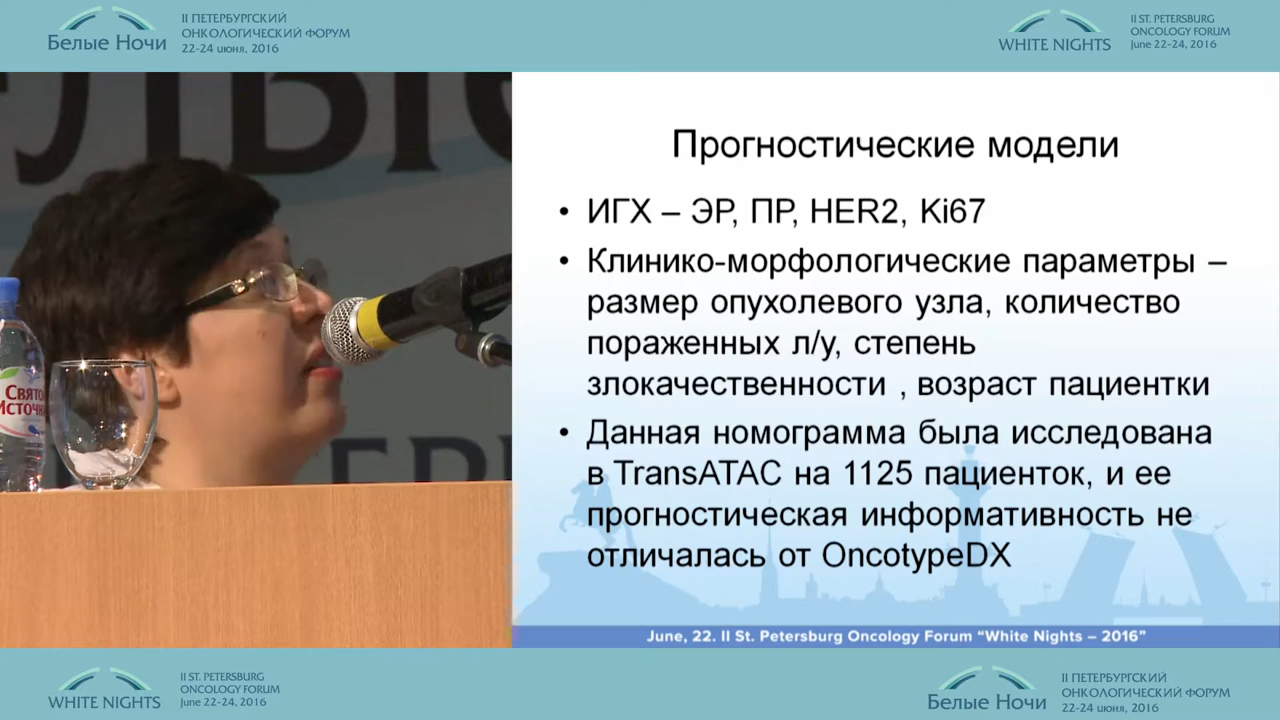 Белые Ночи
II ПЕТЕРБУРГСКИЙ
ОНКОЛОГИЧЕСКИЙ ФОРУМ
22-24 июня, 2016
WHITE NIGHTS
II ST. PETERSBURG
ONCOLOGY FORUM
June 22-24, 2016
Прогностические модели
• ИГХ – ЭР, ПР, HER2, Ki67
• Клинико-морфологические параметры –
размер опухолевого узла, количество
пораженных л/у, степень
злокачественности , возраст пациентки
• Данная номограмма была исследована
в TransATAC на 1125 пациенток, и ее
прогностическая информативность не
отличалась от OncotypeDX
June, 22. II St. Petersburg Oncology Forum “White Nights – 2016”
WHITE NIGHTS
II ST. PETERSBURG
ONCOLOGY FORUM
June 22-24, 2016
Белые Ночи
II ПЕТЕРБУРГСКИЙ
ОНКОЛОГИЧЕСКИЙ ФОРУМ
22-24 июня, 2016